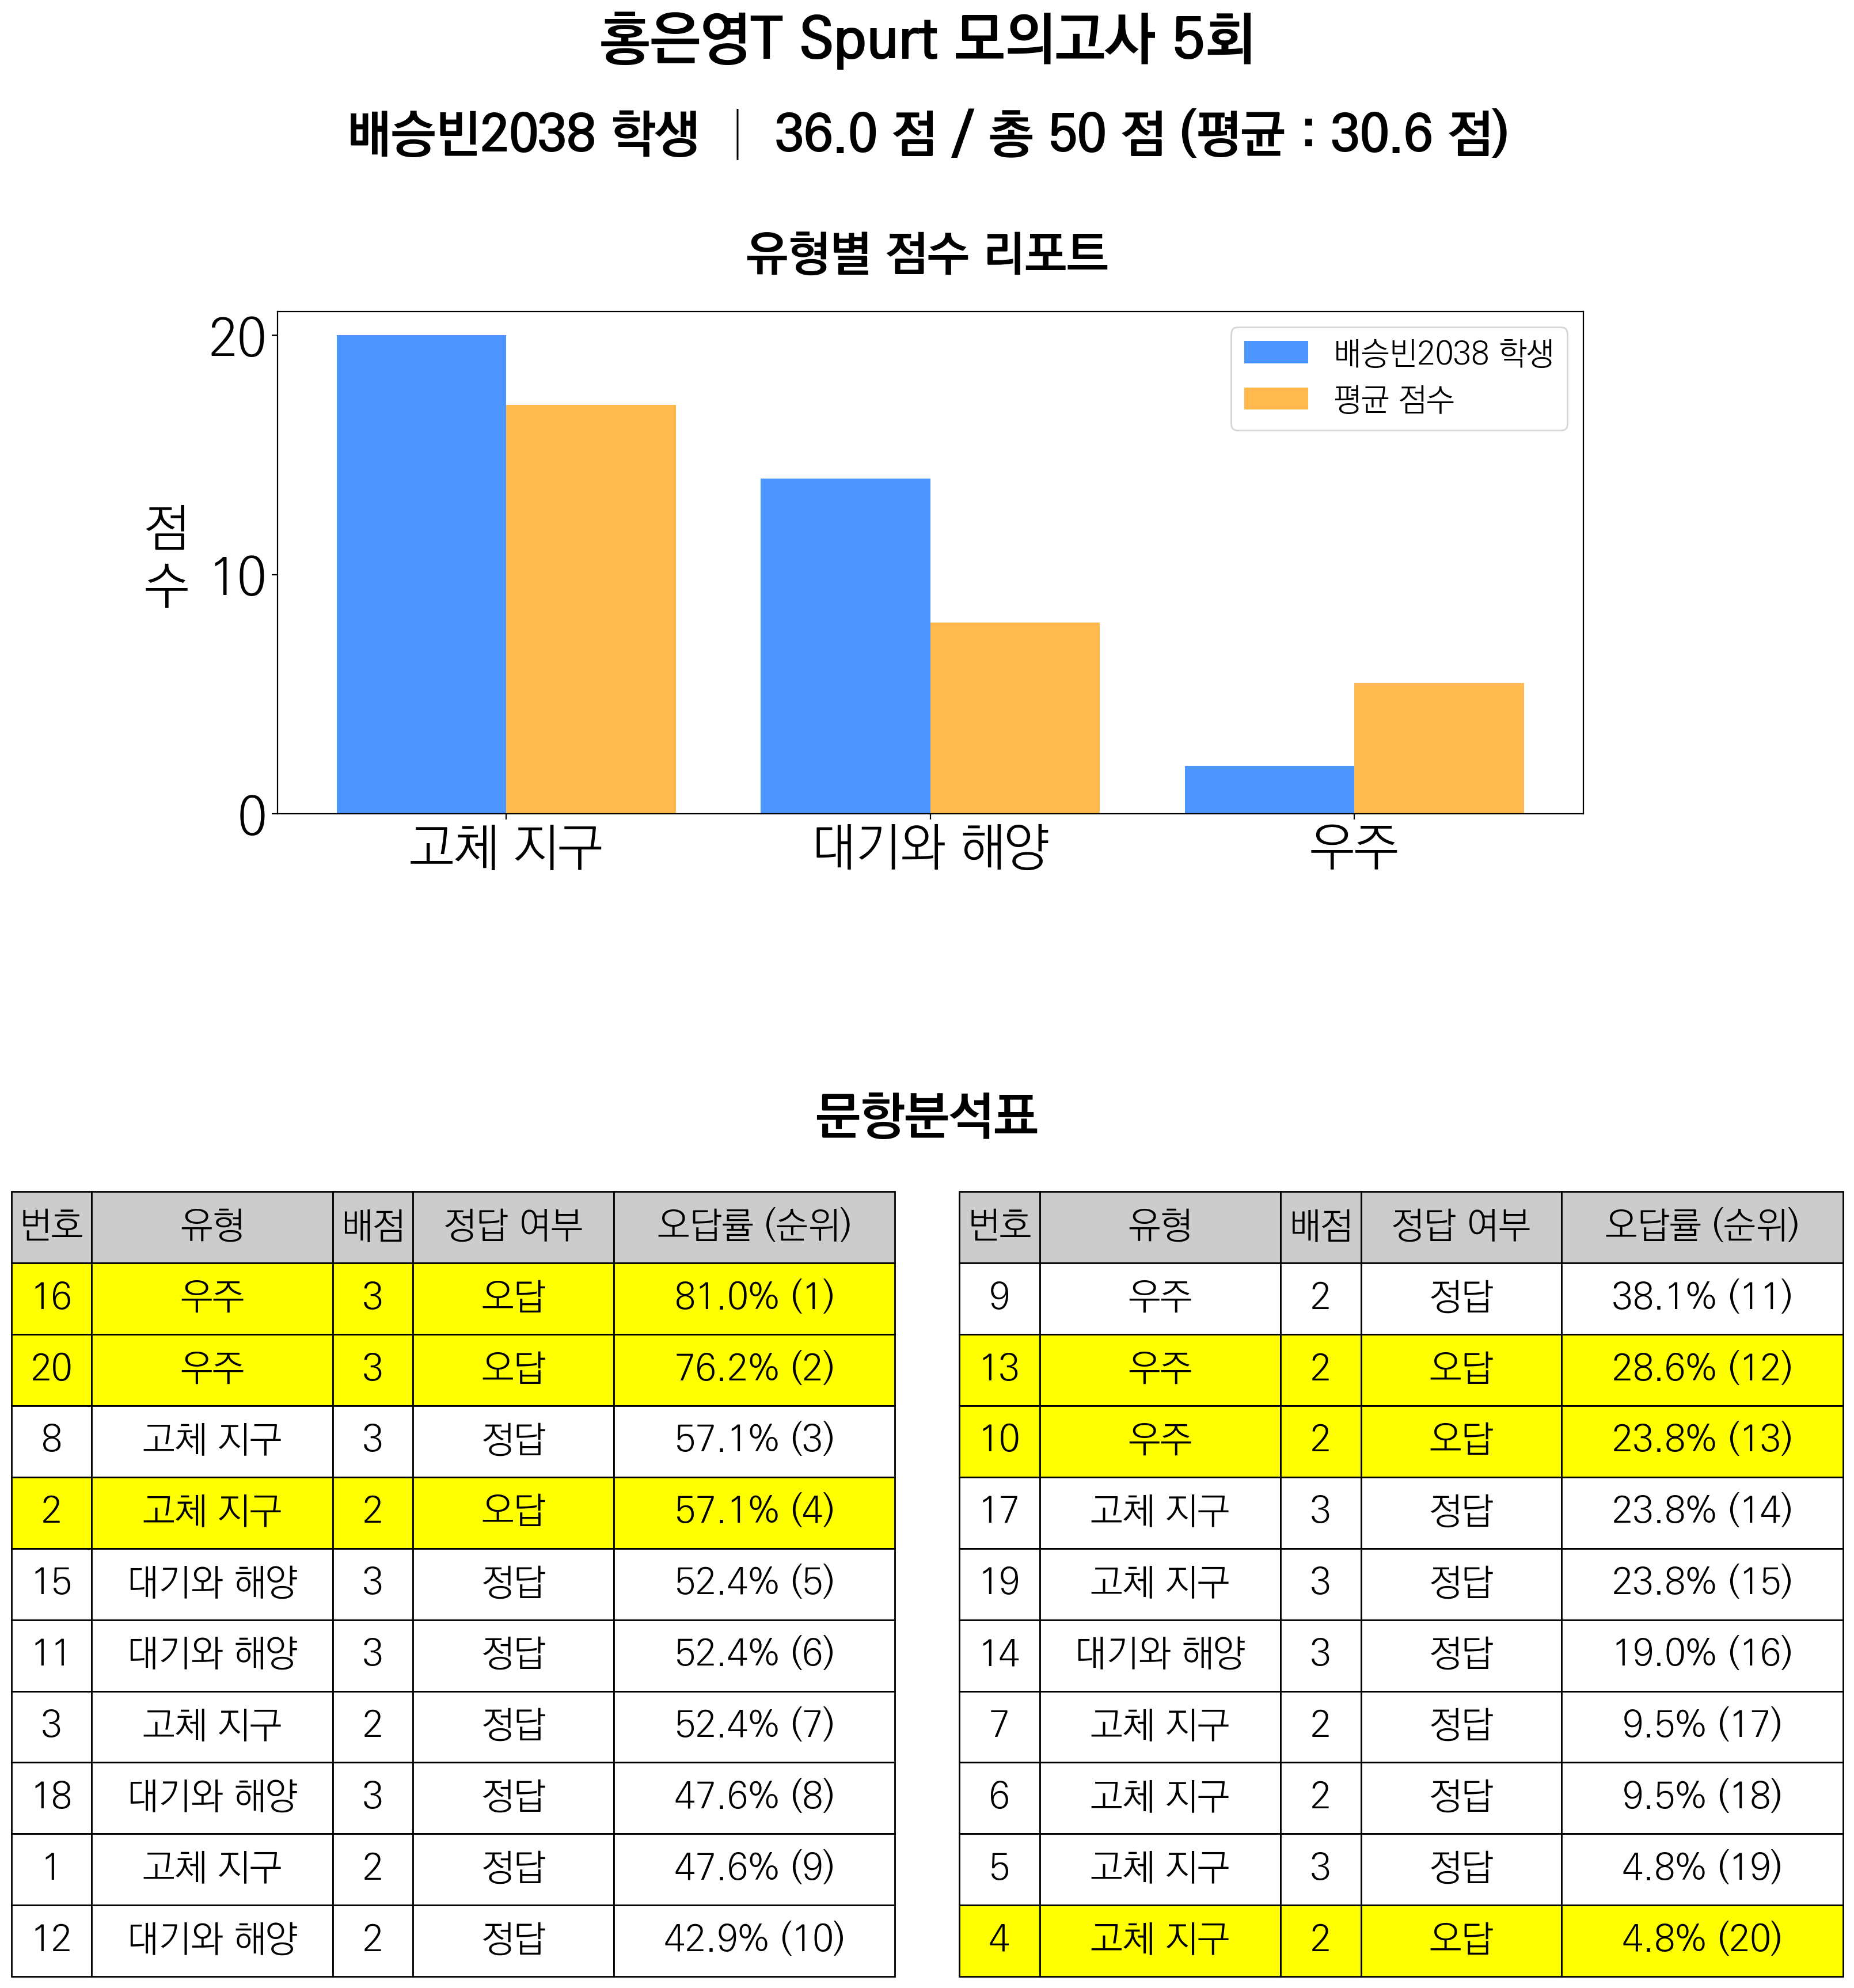 홍은영T Spurt 모의고사 5회
배승빈2038 학생 | 36.0 점 / 총 50 점 (평균 : 30.6 점)
유형별 점수 리포트
배승빈2038 학생
평균 점수
점수
20
10
0
고체 지구 대기와 해양 우주
문항분석표
번호 유형 배점 정답 여부 오답률 (순위)
16 우주 3 오답 81.0% (1)
20 우주 3 오답 76.2% (2)
8 고체 지구 3 정답 57.1% (3)
2 고체 지구 2 오답 57.1% (4)
15 대기와 해양 3 정답 52.4% (5)
11 대기와 해양 3 정답 52.4% (6)
3 고체 지구 2 정답 52.4% (7)
18 대기와 해양 3 정답 47.6% (8)
1 고체 지구 2 정답 47.6% (9)
12 대기와 해양 2 정답 42.9% (10)
번호 유형 배점 정답 여부 오답률 (순위)
9 우주 2 정답 38.1% (11)
13 우주 2 오답 28.6% (12)
10 우주 2 오답 23.8% (13)
17 고체 지구 3 정답 23.8% (14)
19 고체 지구 3 정답 23.8% (15)
14 대기와 해양 3 정답 19.0% (16)
7 고체 지구 2 정답 9.5% (17)
6 고체 지구 2 정답 9.5% (18)
5 고체 지구 3 정답 4.8% (19)
4 고체 지구 2 오답 4.8% (20)